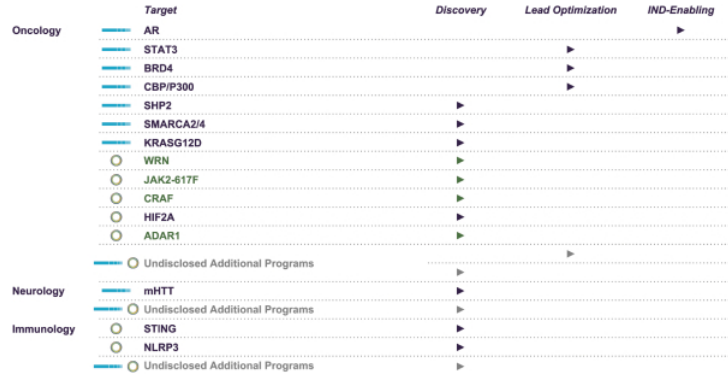 Target Discovery Lead Optimization IND-Enabling
Oncology AR
STAT3
BRD4
CBP/P300
SHP2
SMARCA2/4
KRASG12D
WRN
JAK2-617F
CRAF
HIF2A
ADAR1
Undisclosed Additional Programs
Neurology mHTT
Undisclosed Additional Programs
Immunology STING
NLRP3
Undisclosed Additional Programs